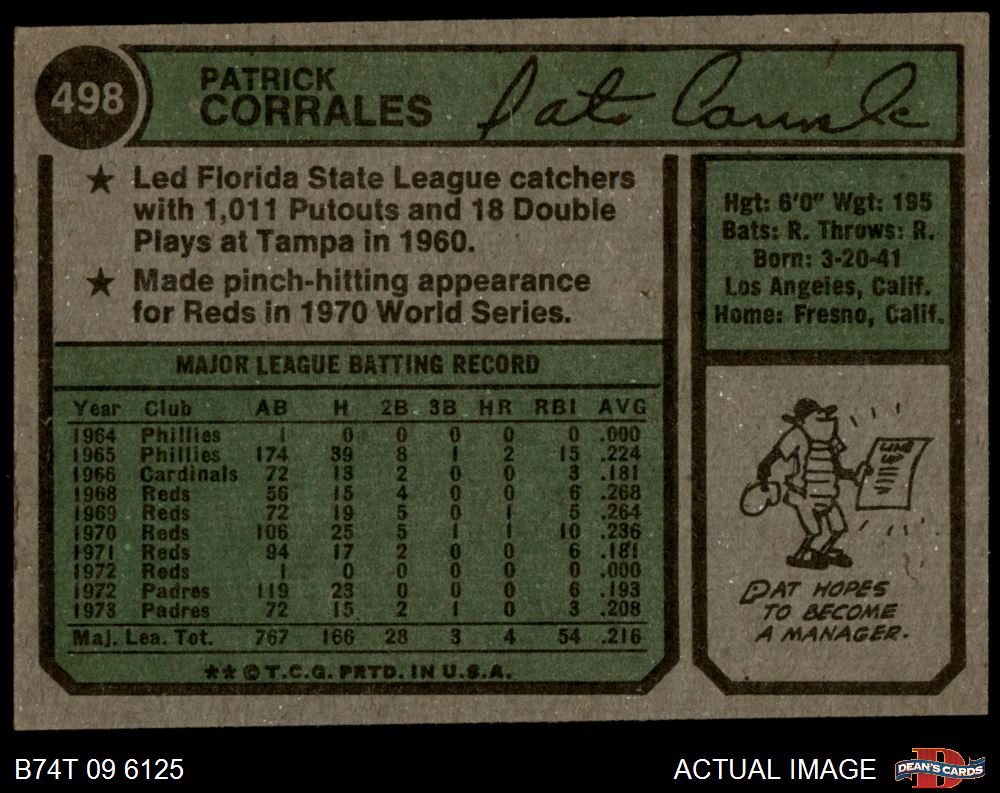 498
PATRICK
CORRALES
Pat Corrales
★ Led Florida State League catchers
with 1,011 Putouts and 18 Double
Plays at Tampa in 1960.
★ Made pinch-hitting appearance
for Reds in 1970 World Series.
Hgt: 6'0" Wgt: 195
Bats: R. Throws: R.
Born: 3-20-41
Los Angeles, Calif.
Home: Fresno, Calif.
MAJOR LEAGUE BATTING RECORD
Year Club AB H 2B 3B HR RBI AVG
1964 Phillies 1 0 0 0 0 0 .000
1965 Phillies 174 39 8 1 2 15 .224
1966 Cardinals 72 13 2 0 0 3 .181
1968 Reds 56 15 4 0 0 6 .268
1969 Reds 72 19 5 0 1 5 .264
1970 Reds 106 25 5 1 1 10 .236
1971 Reds 94 17 2 0 0 6 .181
1972 Reds 1 0 0 0 0 0 .000
1972 Padres 119 23 0 0 0 6 .193
1973 Padres 72 15 2 1 0 3 .208
Maj. Lea. Tot. 767 166 28 3 4 54 .216
** © T.C.G. PRTD. IN U.S.A.
LINE
UP
PAT HOPES
TO BECOME
A MANAGER.
B74T 09 6125
ACTUAL IMAGE
DEAN'S CARDS